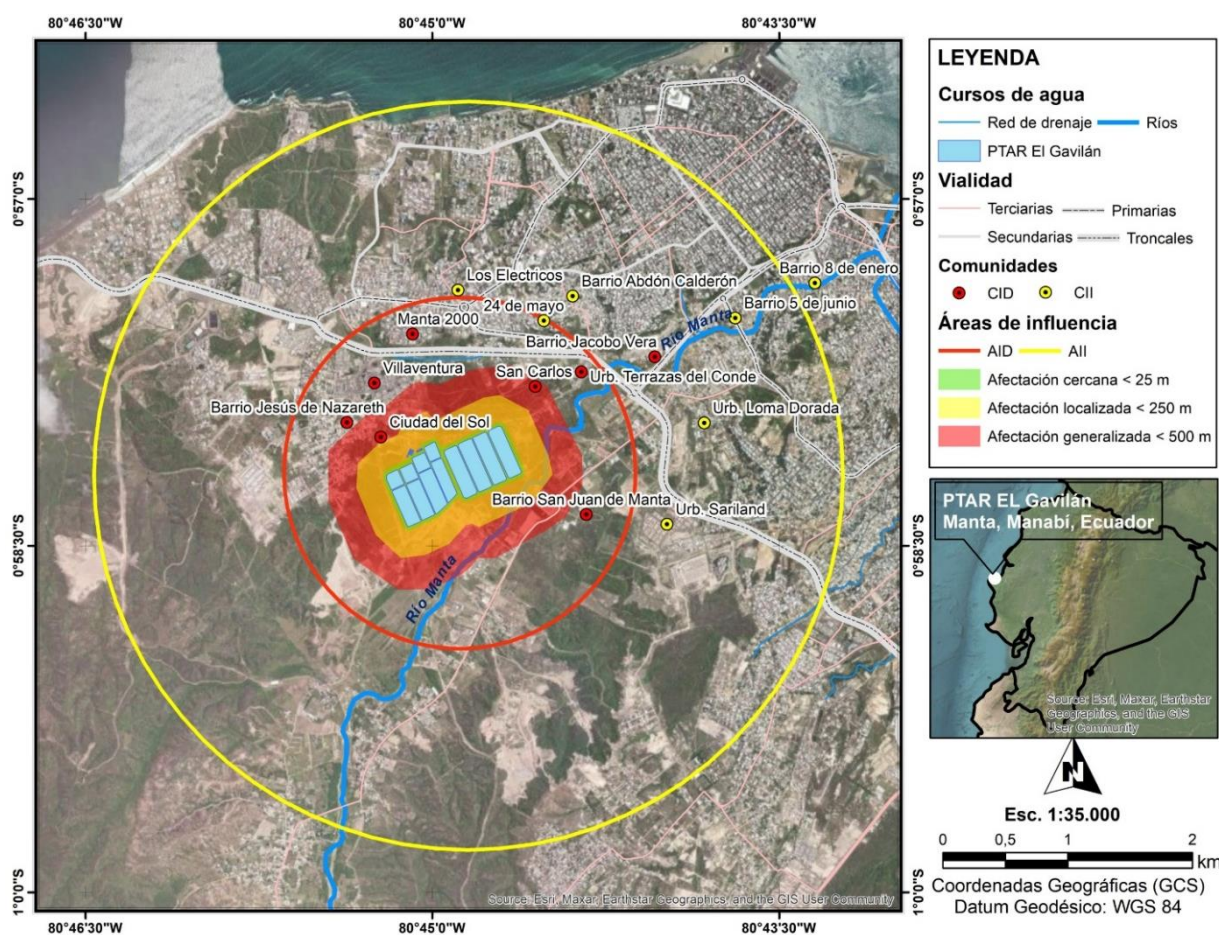 80°46'30"W 80°45'0"W 80°43'30"W
0°57'0"S 0°57'0"S
0°58'30"S 0°58'30"S
1°0'0"S 1°0'0"S
80°46'30"W 80°45'0"W 80°43'30"W
Los Electricos
Barrio Abdón Calderón
Barrio 8 de enero
24 de mayo
Barrio 5 de junio
Manta 2000
Río Manta
Barrio Jacobo Vera
Villaventura
San Carlos
Urb. Terrazas del Conde
Barrio Jesús de Nazareth
Ciudad del Sol
Urb. Loma Dorada
Barrio San Juan de Manta
Urb. Sariland
Río Manta
Source: Esri, Maxar, Earthstar Geographics, and the GIS User Community
LEYENDA
Cursos de agua
Red de drenaje Ríos
PTAR El Gavilán
Vialidad
Terciarias Primarias
Secundarias Troncales
Comunidades
CID CII
Áreas de influencia
AID AII
Afectación cercana < 25 m
Afectación localizada < 250 m
Afectación generalizada < 500 m
PTAR EL Gavilán
Manta, Manabí, Ecuador
Source: Esri, Maxar, Earthstar
Geographics, and the GIS
User Community
N
Esc. 1:35.000
0 0,5 1 2
km
Coordenadas Geográficas (GCS)
Datum Geodésico: WGS 84